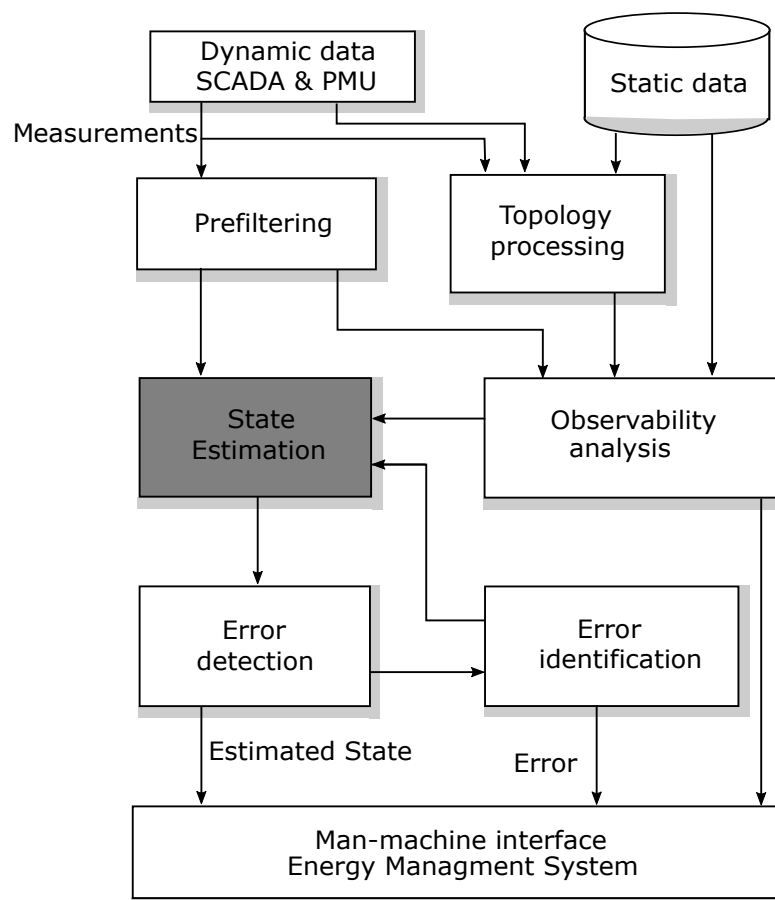 Dynamic data
SCADA & PMU
Static data
Measurements
Prefiltering
Topology
processing
State
Estimation
Observability
analysis
Error
detection
Error
identification
Estimated State
Error
Man-machine interface
Energy Managment System